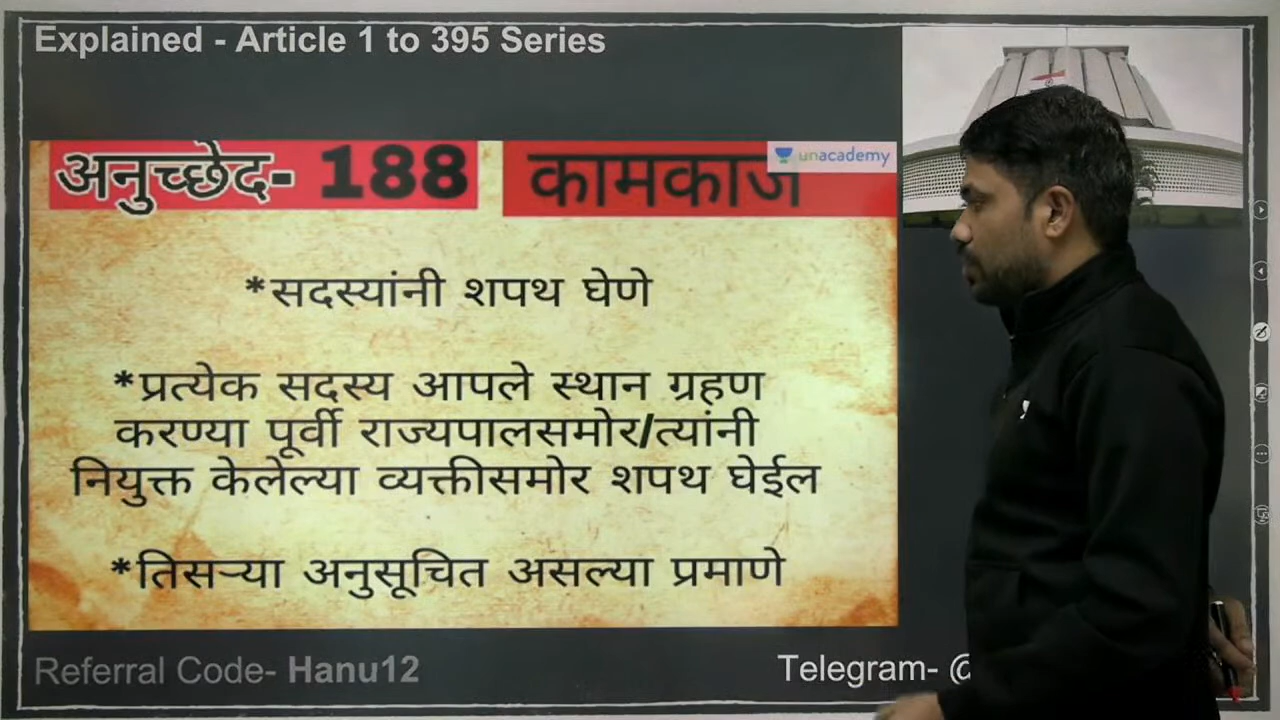 Explained - Article 1 to 395 Series
अनुच्छेद- 188
कामकाज
unacademy
*सदस्यांनी शपथ घेणे
*प्रत्येक सदस्य आपले स्थान ग्रहण
करण्या पूर्वी राज्यपालसमोर/त्यांनी
नियुक्त केलेल्या व्यक्तीसमोर शपथ घेईल
*तिसऱ्या अनुसूचित असल्या प्रमाणे
Referral Code- Hanu12
Telegram- @